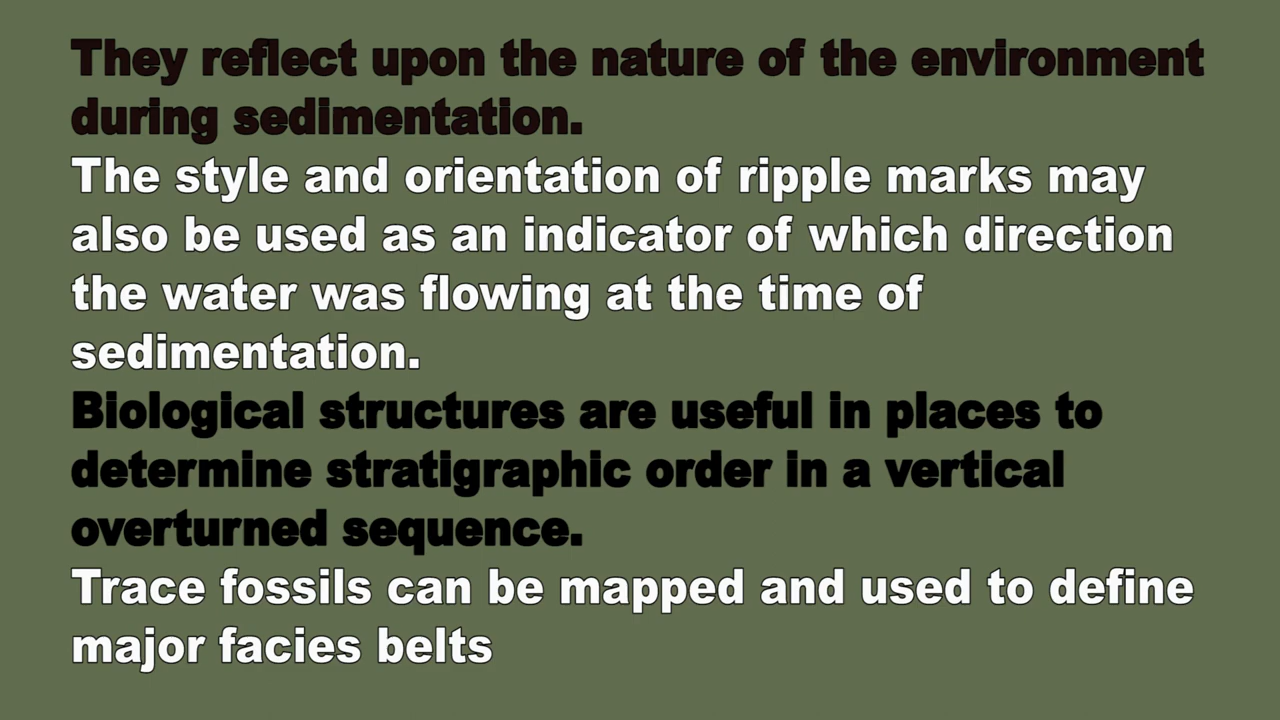 They reflect upon the nature of the environment
during sedimentation.
The style and orientation of ripple marks may
also be used as an indicator of which direction
the water was flowing at the time of
sedimentation.
Biological structures are useful in places to
determine stratigraphic order in a vertical
overturned sequence.
Trace fossils can be mapped and used to define
major facies belts